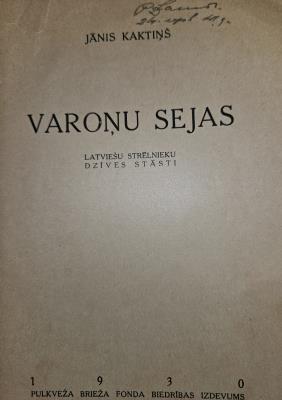 JĀNIS KAKTIŅŠ
VAROŅU SEJAS
LATVIEŠU STRĒLNIEKU
DZĪVES STĀSTI
1 9 3 0
PULKVEŽA BRIEŽA FONDA BIEDRĪBAS IZDEVUMS